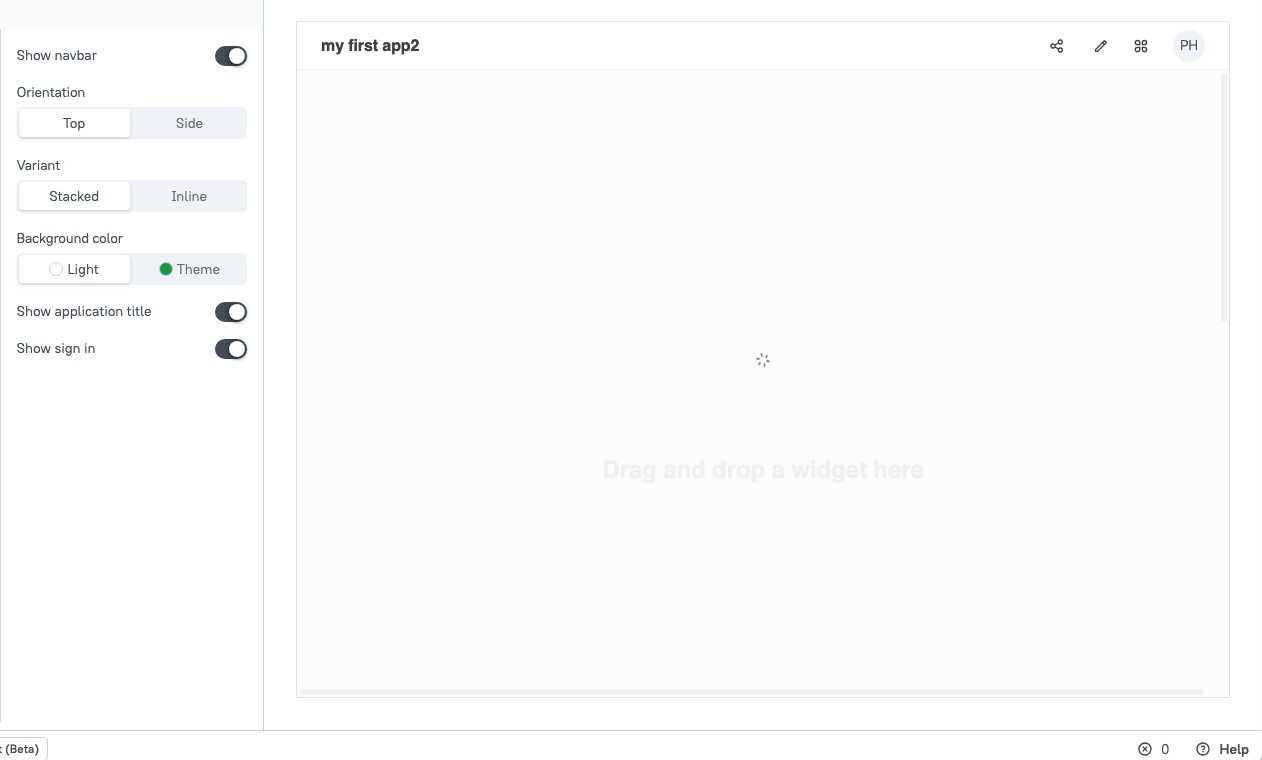 Show navbar
Orientation
Top Side
Variant
Stacked Inline
Background color
Light Theme
Show application title
Show sign in
my first app2
PH
Drag and drop a widget here
(Beta)
0
Help